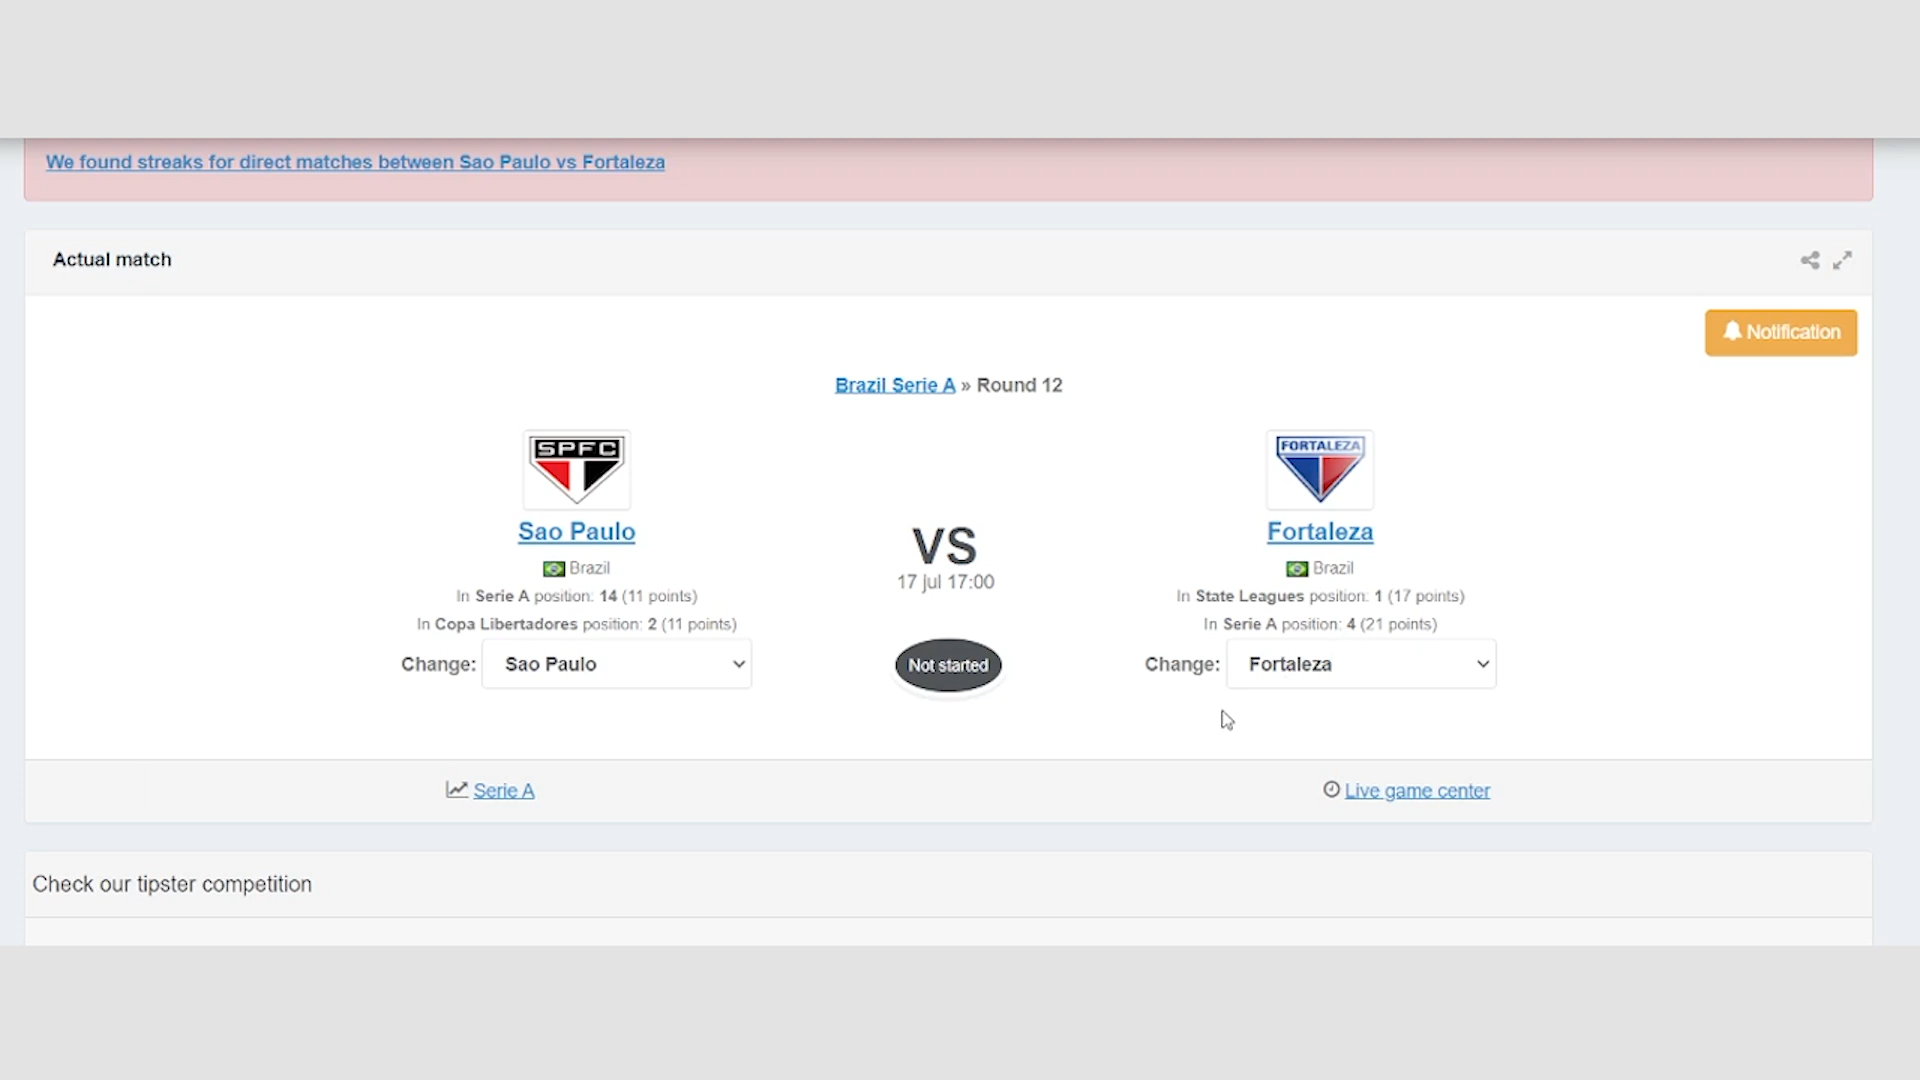 We found streaks for direct matches between Sao Paulo vs Fortaleza
Actual match
Notification
Brazil Serie A » Round 12
SPFC
Sao Paulo
Brazil
In Serie A position: 14 (11 points)
In Copa Libertadores position: 2 (11 points)
Change: Sao Paulo
VS
17 jul 17:00
Not started
FORTALEZA
Fortaleza
Brazil
In State Leagues position: 1 (17 points)
In Serie A position: 4 (21 points)
Change: Fortaleza
Serie A
Live game center
Check our tipster competition